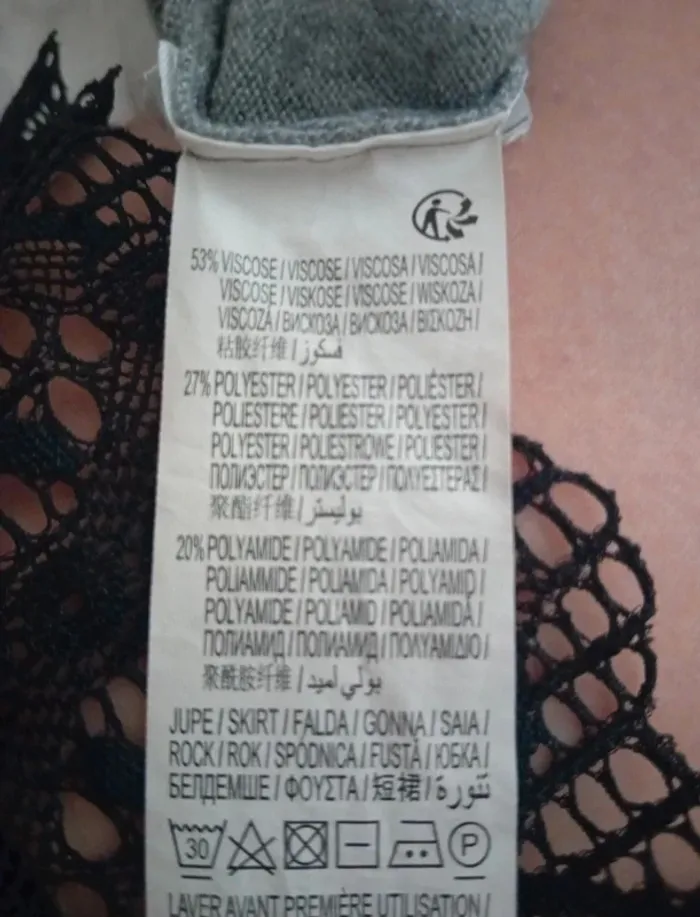 53% VISCOSE / VISCOSE / VISCOSA / VISCOSA /
VISCOSE / VISKOSE / VISCOSE / WISKOZA /
VISCOZĂ / ВИСКОЗА / ВИСКОЗА / ΒΙΣΚΟΖΗ /
粘胶纤维 / فسكوز
27% POLYESTER / POLYESTER / POLIÉSTER /
POLIESTERE / POLIESTER / POLYESTER /
POLYESTER / POLIESTROWE / POLIESTER /
ПОЛИЭСТЕР / ПОЛИЭСТЕР / ΠΟΛΥΕΣΤΕΡΑΣ /
聚酯纤维 / بوليستر
20% POLYAMIDE / POLYAMIDE / POLIAMIDA /
POLIAMMIDE / POLIAMIDA / POLYAMID /
POLYAMIDE / POLIAMID / POLIAMIDĂ /
ПОЛИАМИД / ПОЛИАМИД / ΠΟΛΥΑΜΙΔΙΟ /
聚酰胺纤维 / بولي أميد
JUPE / SKIRT / FALDA / GONNA / SAIA /
ROCK / ROK / SPÓDNICA / FUSTĂ / ЮБКА /
БЕЛДЕМШЕ / ΦΟΥΣΤΑ / 短裙 / تنورة
30 P
LAVER AVANT PREMIÈRE UTILISATION /